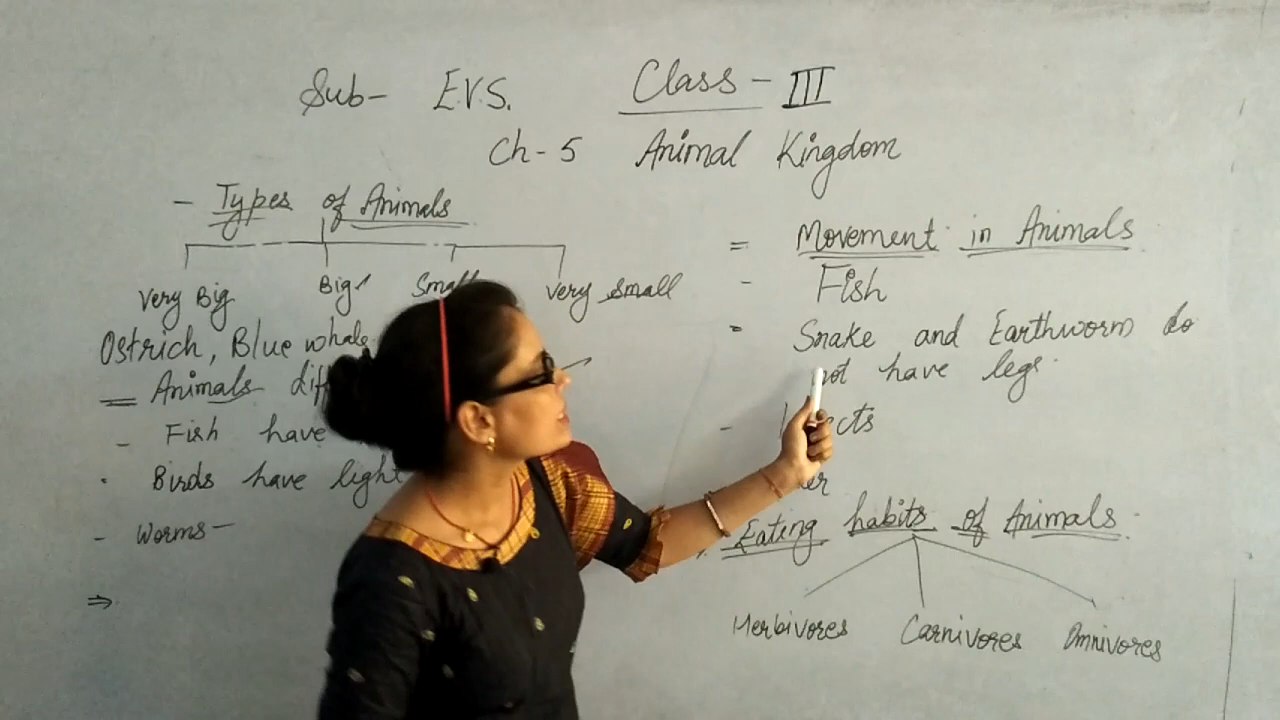 Sub- E.V.S. Class - III
Ch - 5 Animal Kingdom
- Types of Animals
Very Big Big Small very small
Ostrich, Blue whale
= Animals
- Fish have
. Birds have light
- Worms -
⇒
= Movement in Animals
- Fish
= Snake and Earthworm do
not have legs.
-
. Eating habits of Animals.
Herbivores Carnivores Omnivores